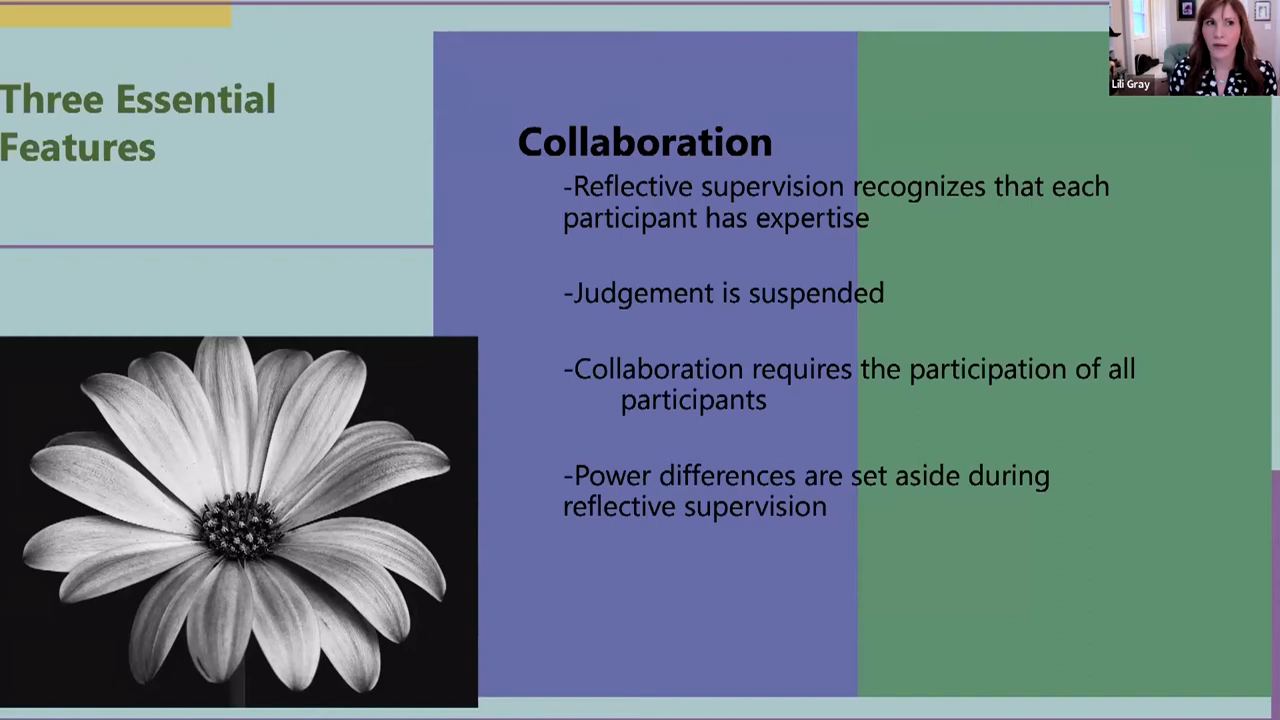 Three Essential
Features
Lili Gray
Collaboration
-Reflective supervision recognizes that each
participant has expertise
-Judgement is suspended
-Collaboration requires the participation of all
participants
-Power differences are set aside during
reflective supervision